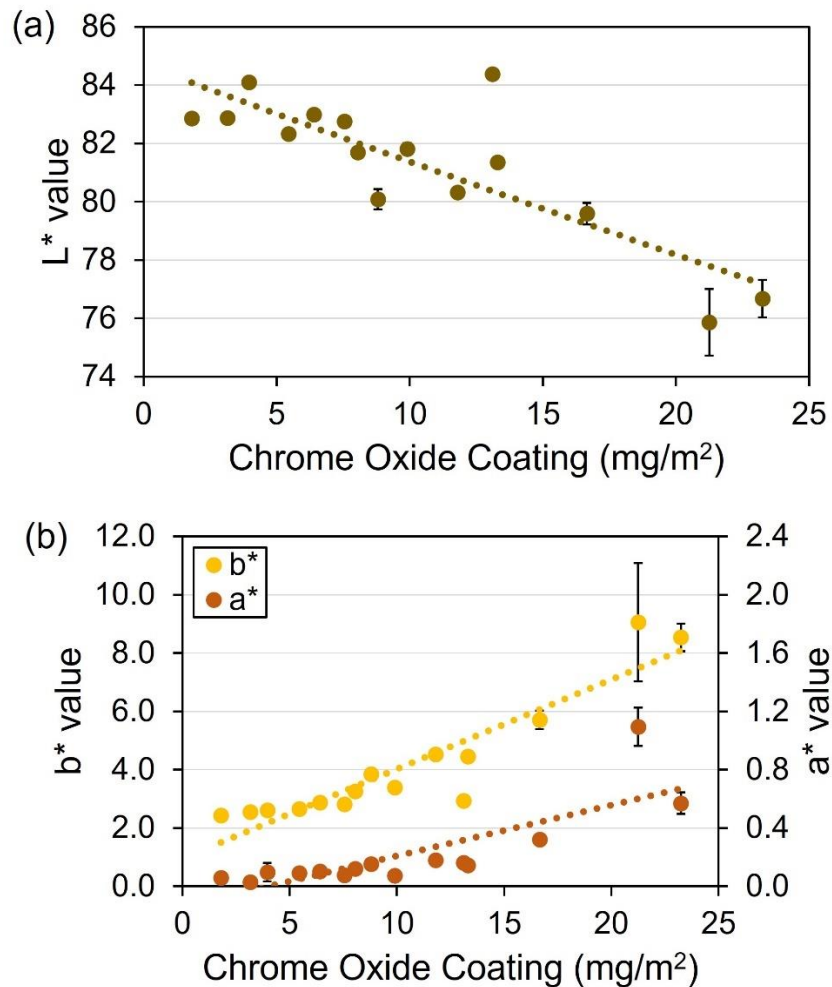 (a)
86
84
82
80
78
76
74
L* value
0 5 10 15 20 25
Chrome Oxide Coating (mg/m²)
(b)
12.0
10.0
8.0
6.0
4.0
2.0
0.0
b* value
b*
a*
2.4
2.0
1.6
1.2
0.8
0.4
0.0
a* value
0 5 10 15 20 25
Chrome Oxide Coating (mg/m²)